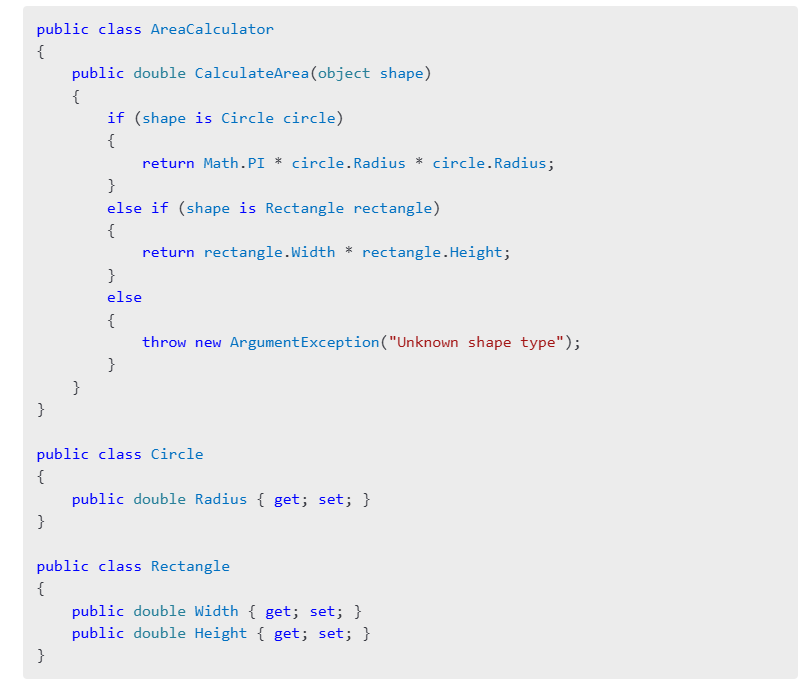 public class AreaCalculator
{
    public double CalculateArea(object shape)
    {
        if (shape is Circle circle)
        {
            return Math.PI * circle.Radius * circle.Radius;
        }
        else if (shape is Rectangle rectangle)
        {
            return rectangle.Width * rectangle.Height;
        }
        else
        {
            throw new ArgumentException("Unknown shape type");
        }
    }
}

public class Circle
{
    public double Radius { get; set; }
}

public class Rectangle
{
    public double Width { get; set; }
    public double Height { get; set; }
}